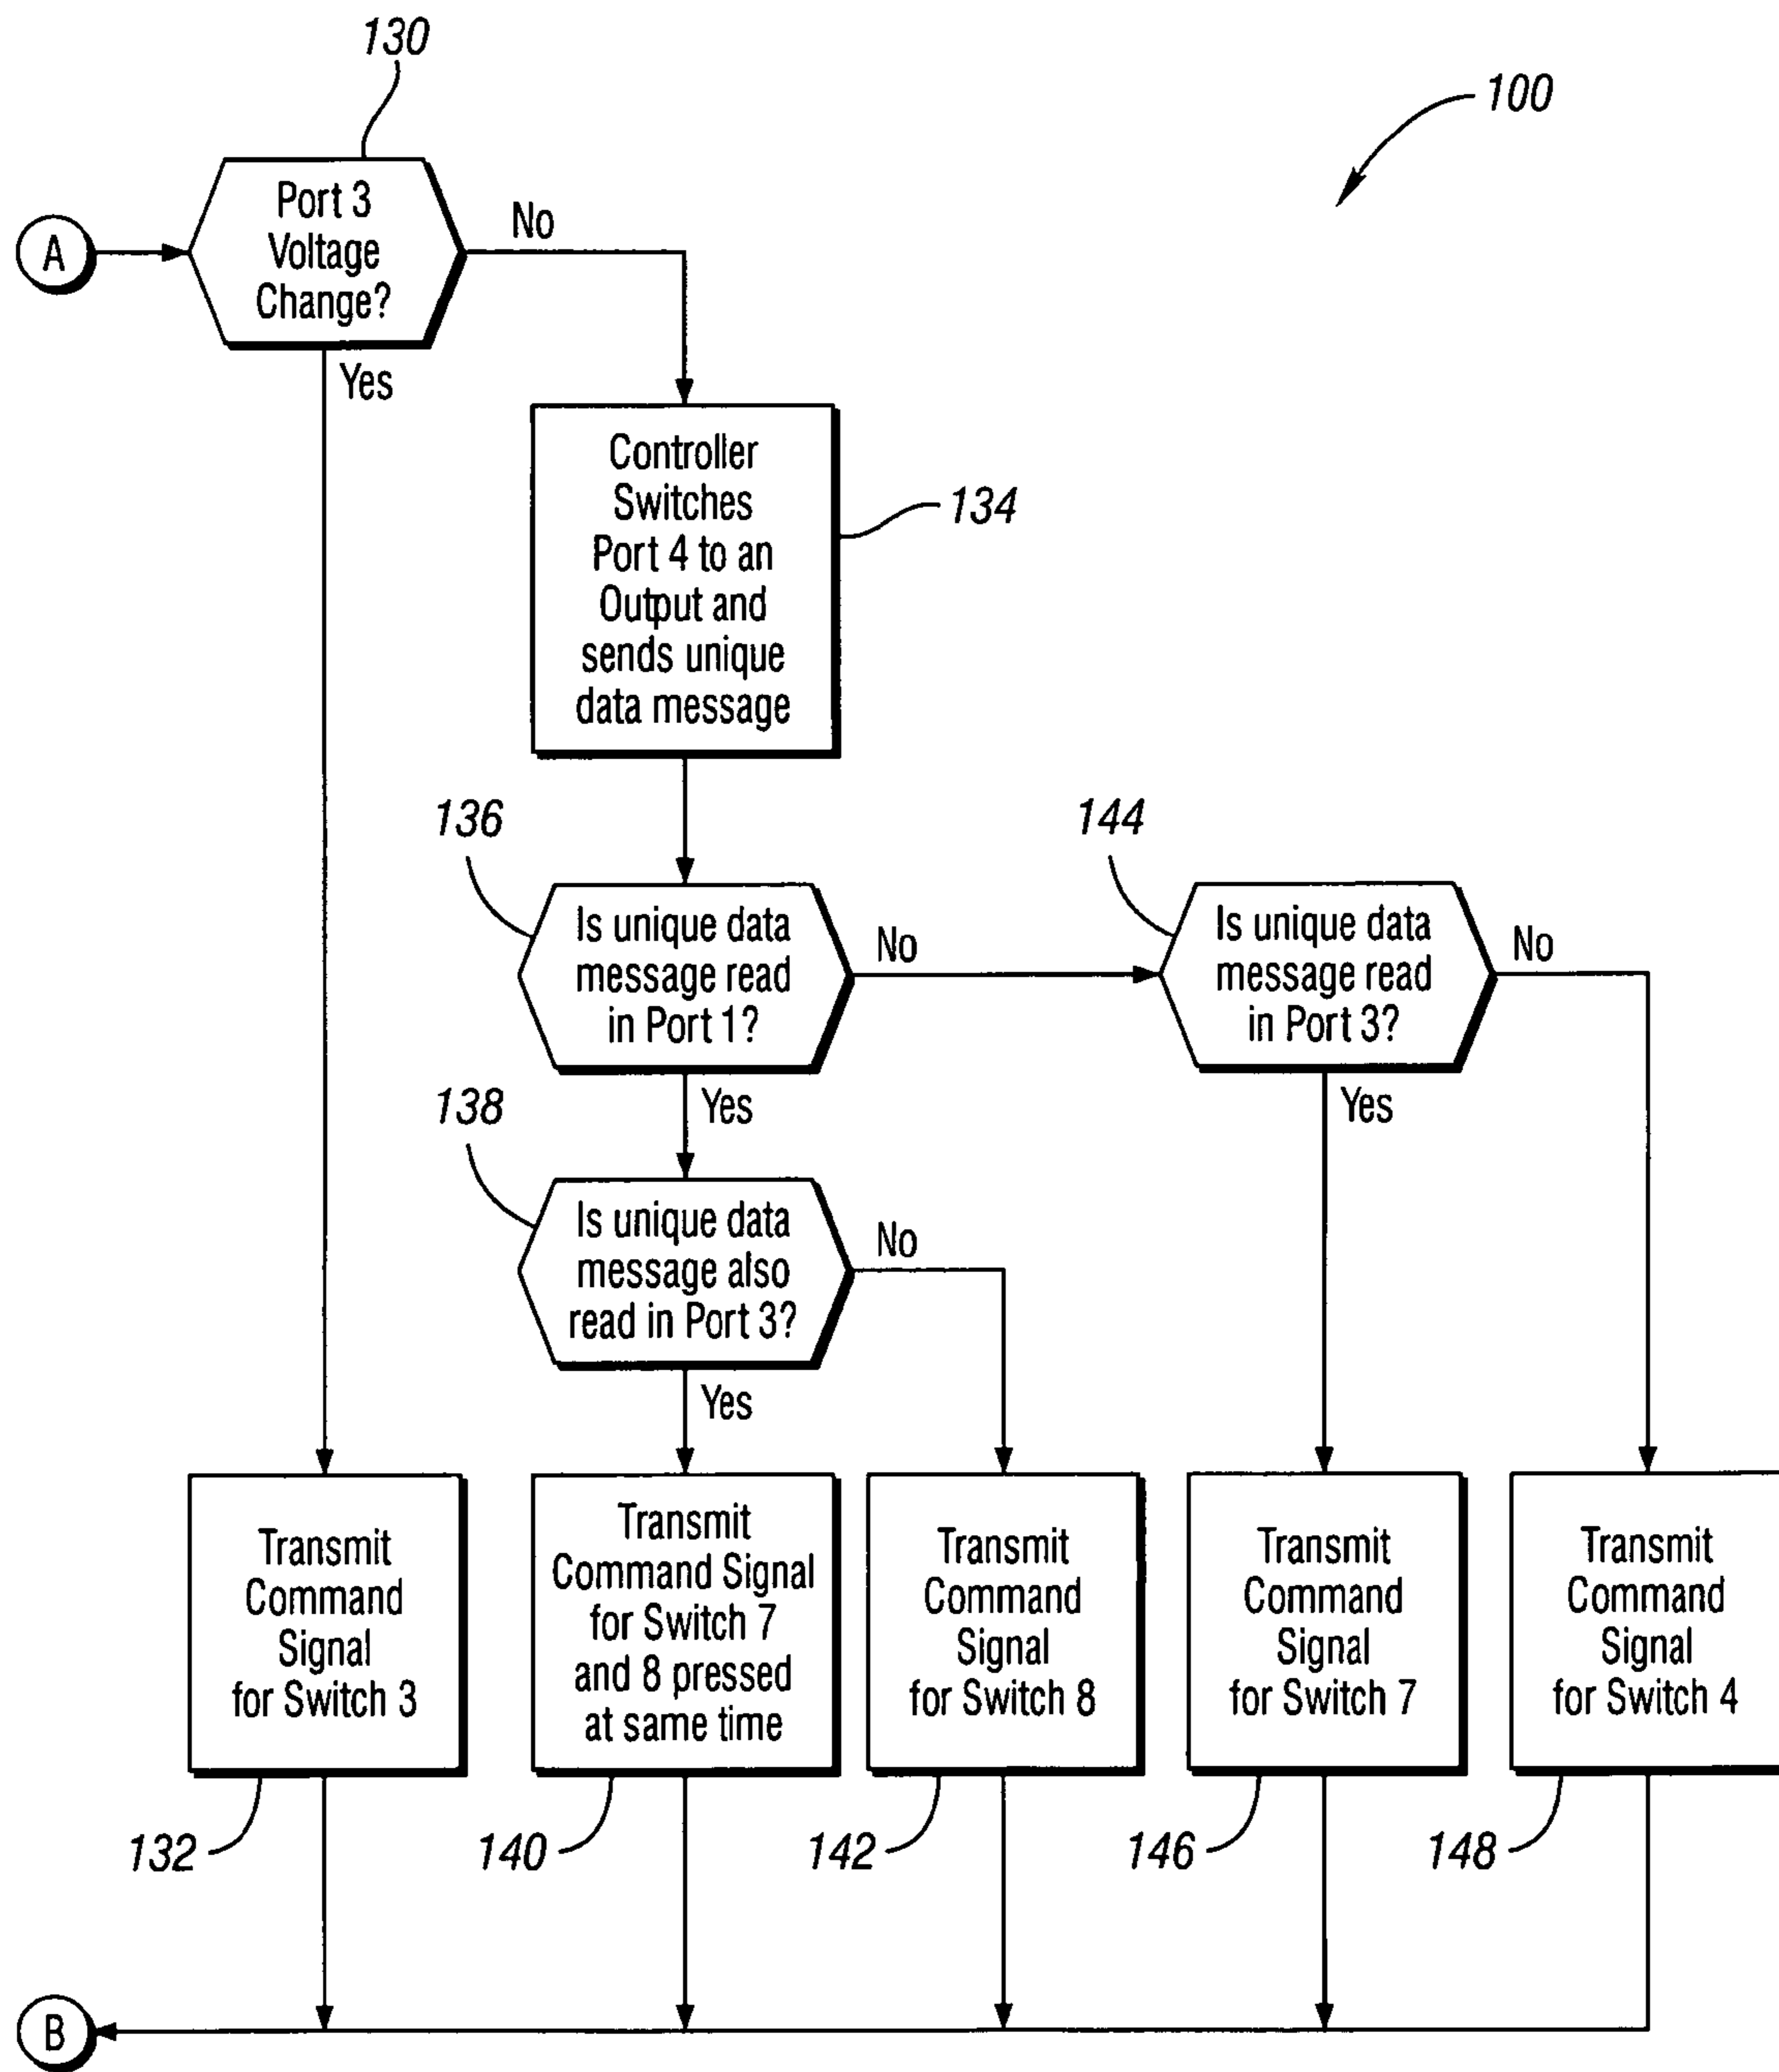 130
100
A
Port 3
Voltage
Change?
No
Yes
Controller
Switches
Port 4 to an
Output and
sends unique
data message
134
136
Is unique data
message read
in Port 1?
No
144
Is unique data
message read
in Port 3?
No
Yes
Yes
138
Is unique data
message also
read in Port 3?
No
Yes
Transmit
Command
Signal
for Switch 3
Transmit
Command Signal
for Switch 7
and 8 pressed
at same time
Transmit
Command
Signal
for Switch 8
Transmit
Command
Signal
for Switch 7
Transmit
Command
Signal
for Switch 4
132
140
142
146
148
B